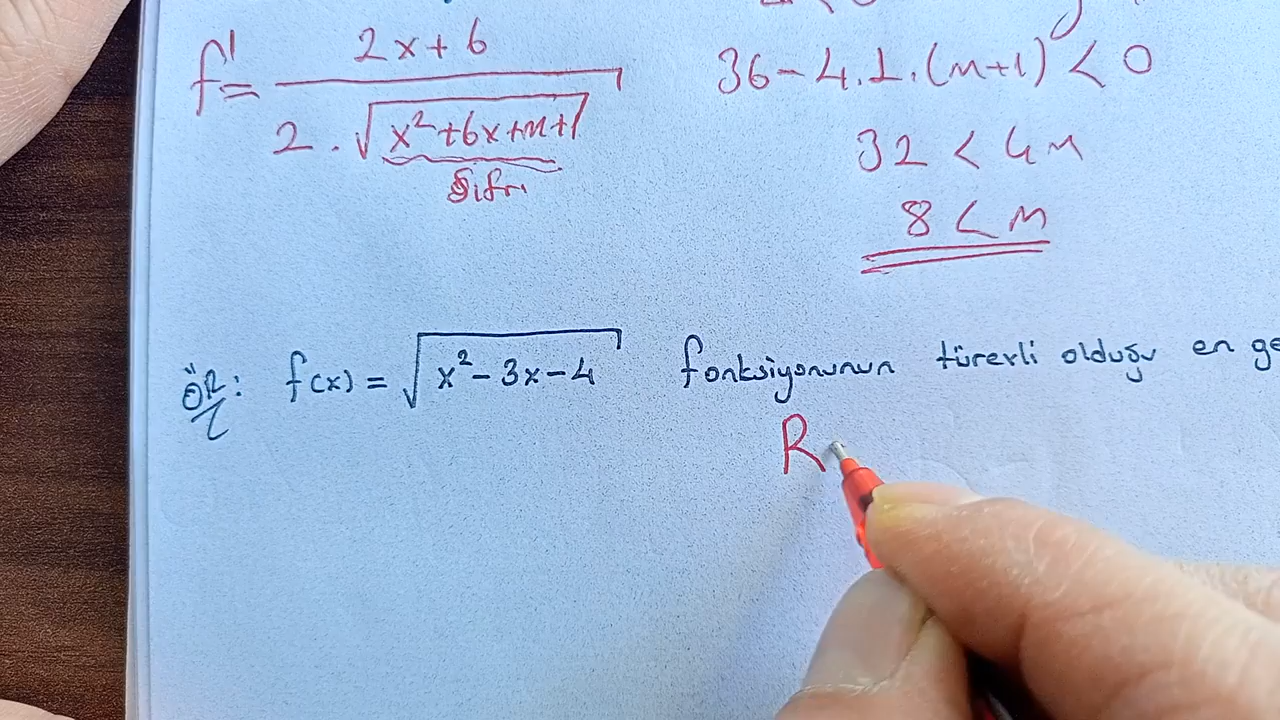 f' = 2x+6 / 2.√x²+6x+m+1
Sıfır
36-4.1.(m+1) < 0
32 < 4m
8 < m
ÖR: f(x) = √x²-3x-4 fonksiyonunun türevli olduğu en ge
R